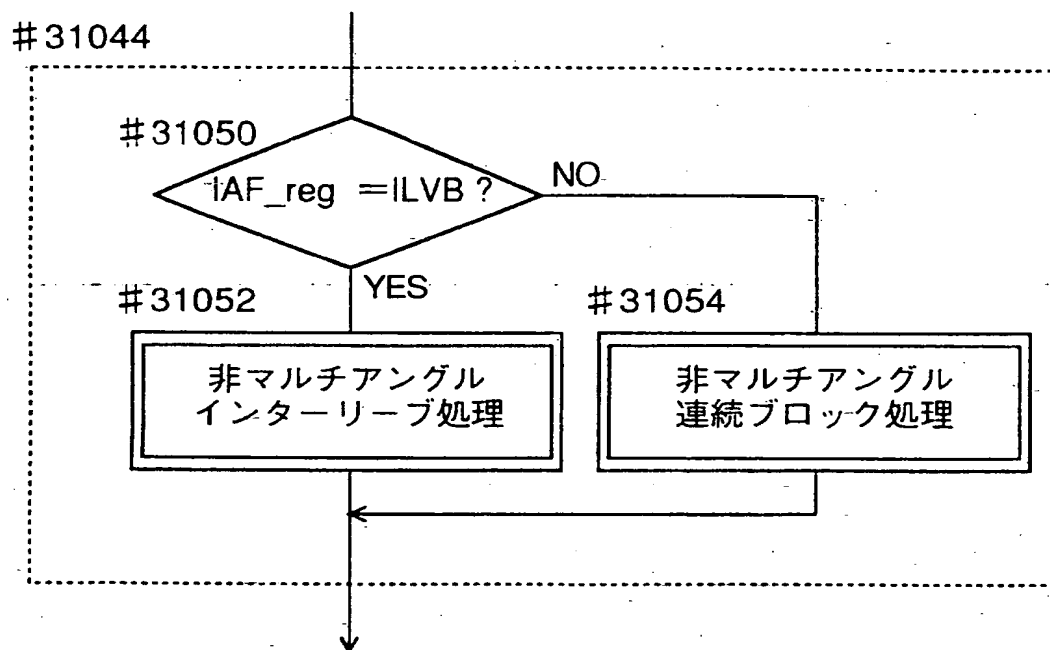 #31044
#31050
IAF_reg =ILVB ?
NO
YES
#31052
#31054
非マルチアングル
インターリーブ処理
非マルチアングル
連続ブロック処理